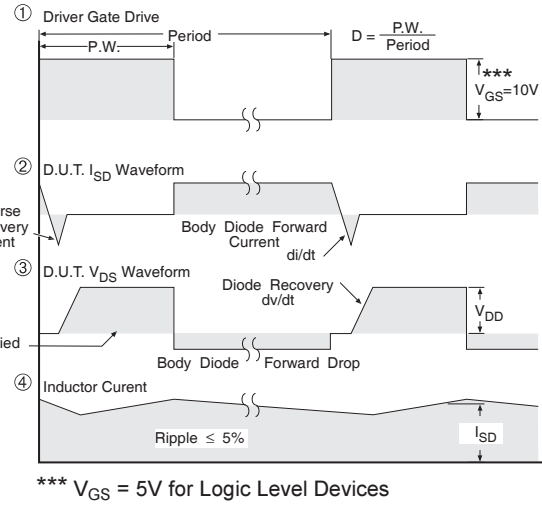 ① Driver Gate Drive
P.W.
Period
D = P.W. / Period
***
VGS=10V
② D.U.T. ISD Waveform
Body Diode Forward
Current
di/dt
③ D.U.T. VDS Waveform
Diode Recovery
dv/dt
VDD
Body Diode Forward Drop
④ Inductor Curent
Ripple ≤ 5%
ISD
*** VGS = 5V for Logic Level Devices